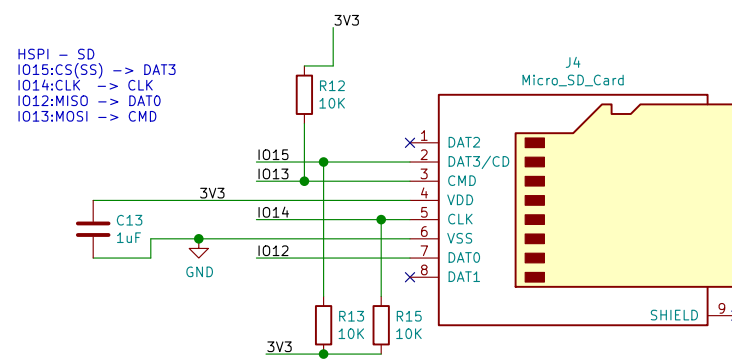 3V3
HSPI - SD
IO15:CS(SS) -> DAT3
IO14:CLK -> CLK
IO12:MISO -> DAT0
IO13:MOSI -> CMD
J4
Micro_SD_Card
R12
10K
IO15
IO13
3V3
IO14
IO12
C13
1uF
GND
1 DAT2
2 DAT3/CD
3 CMD
4 VDD
5 CLK
6 VSS
7 DAT0
8 DAT1
SHIELD 9
R13
10K
R15
10K
3V3